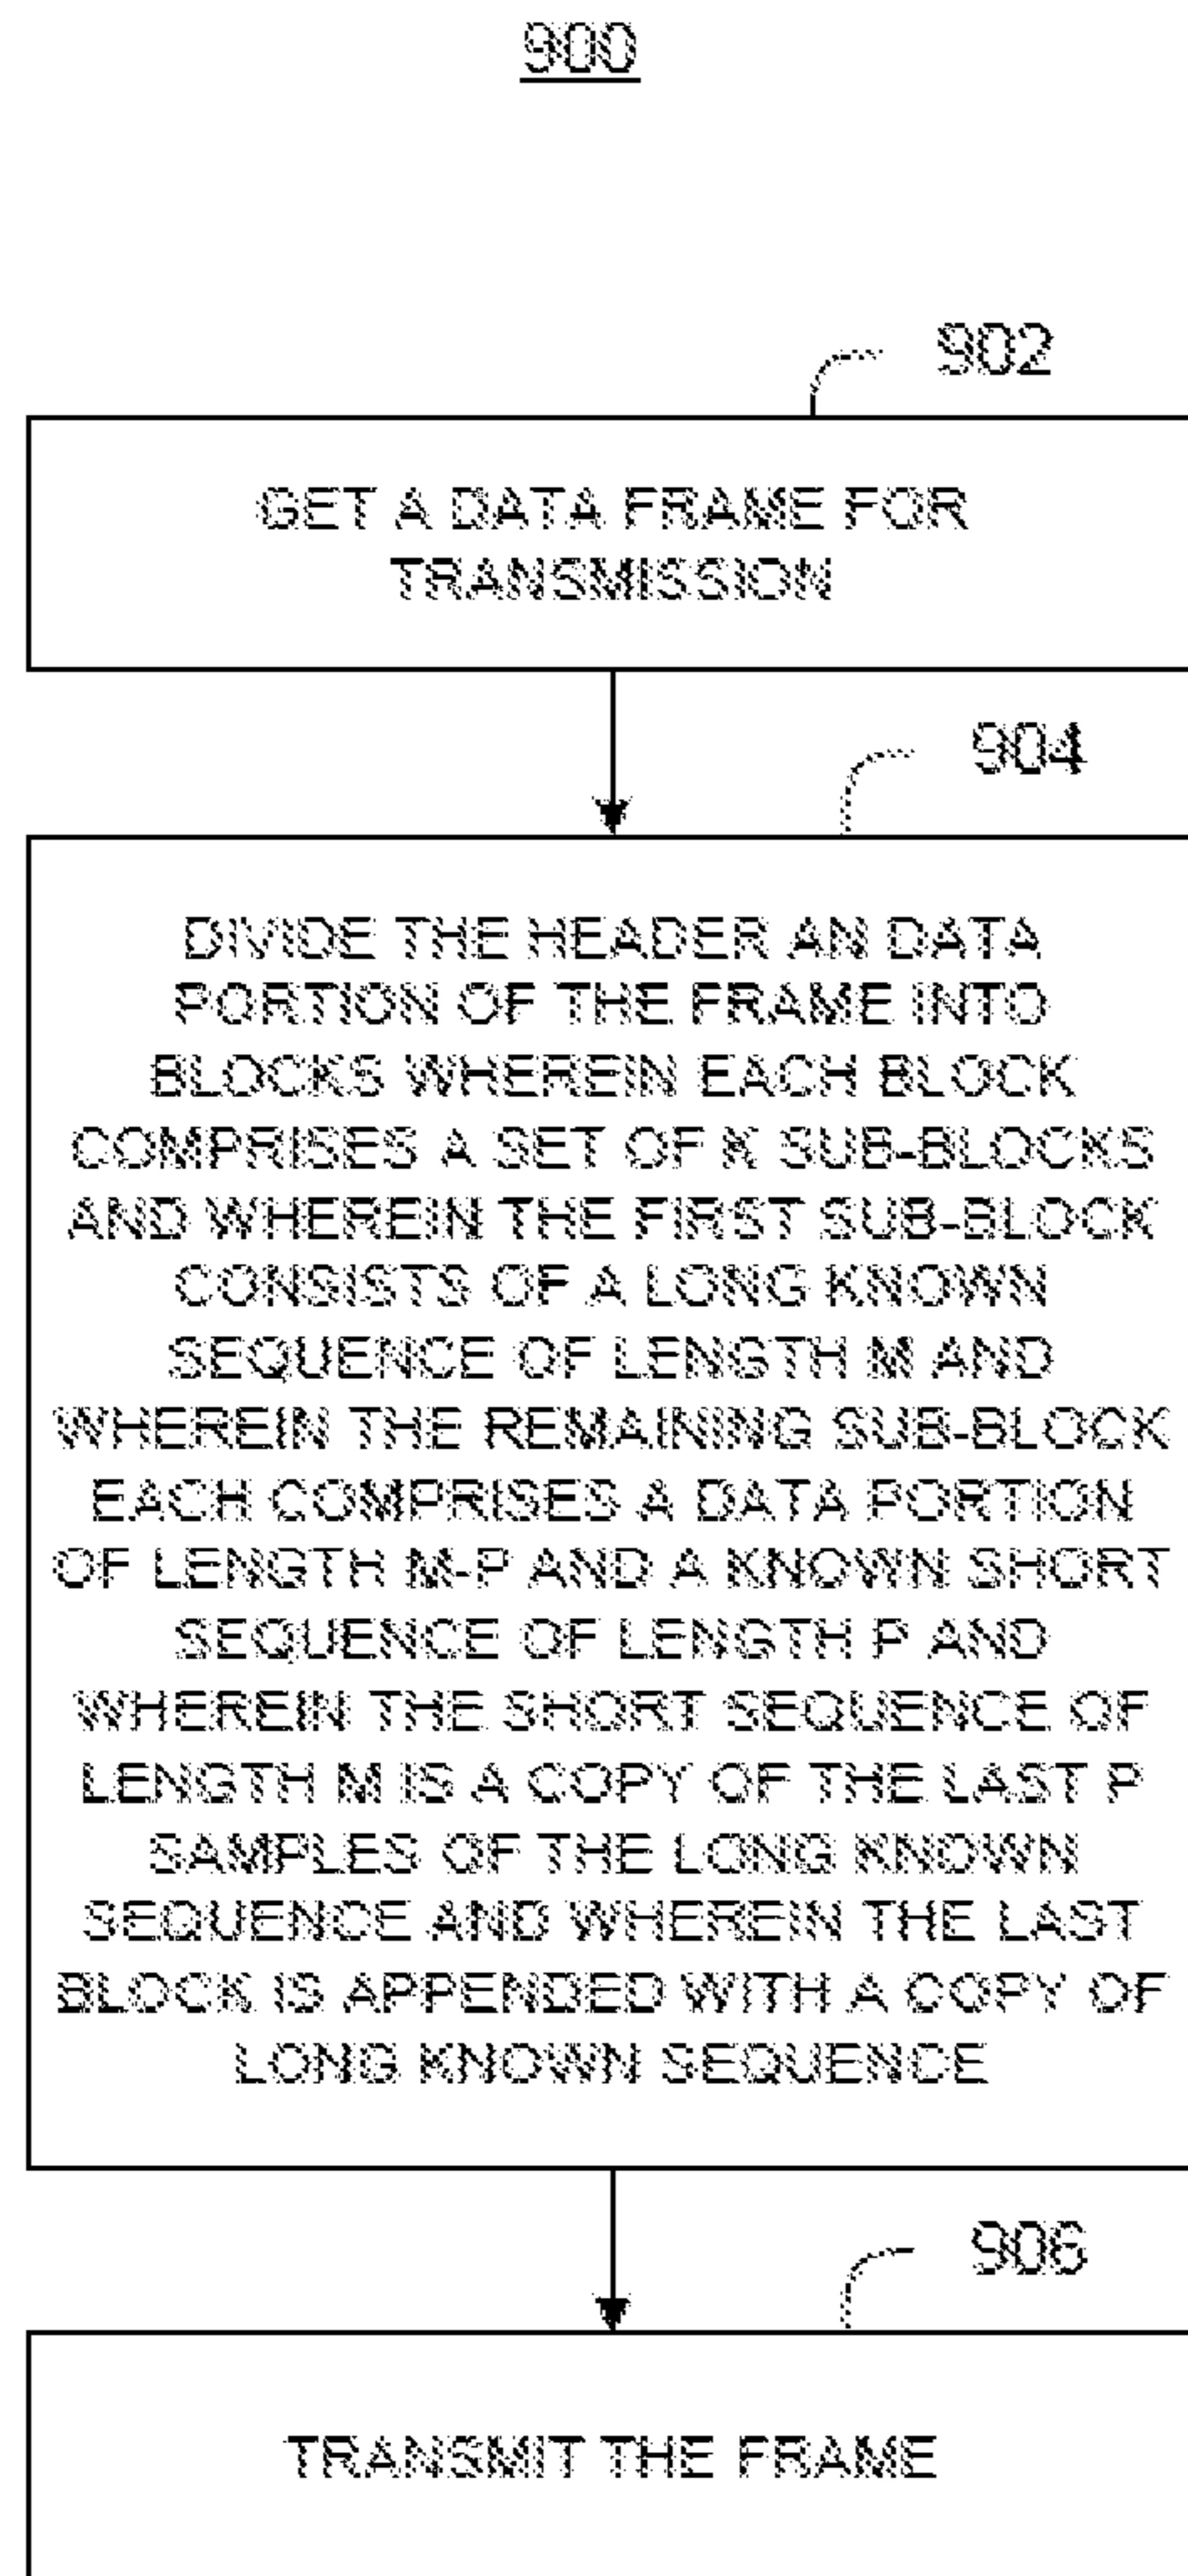 900
902
GET A DATA FRAME FOR
TRANSMISSION
904
DIVIDE THE HEADER AN DATA
PORTION OF THE FRAME INTO
BLOCKS WHEREIN EACH BLOCK
COMPRISES A SET OF K SUB-BLOCKS
AND WHEREIN THE FIRST SUB-BLOCK
CONSISTS OF A LONG KNOWN
SEQUENCE OF LENGTH M AND
WHEREIN THE REMAINING SUB-BLOCK
EACH COMPRISES A DATA PORTION
OF LENGTH M-P AND A KNOWN SHORT
SEQUENCE OF LENGTH P AND
WHEREIN THE SHORT SEQUENCE OF
LENGTH M IS A COPY OF THE LAST P
SAMPLES OF THE LONG KNOWN
SEQUENCE AND WHEREIN THE LAST
BLOCK IS APPENDED WITH A COPY OF
LONG KNOWN SEQUENCE
906
TRANSMIT THE FRAME